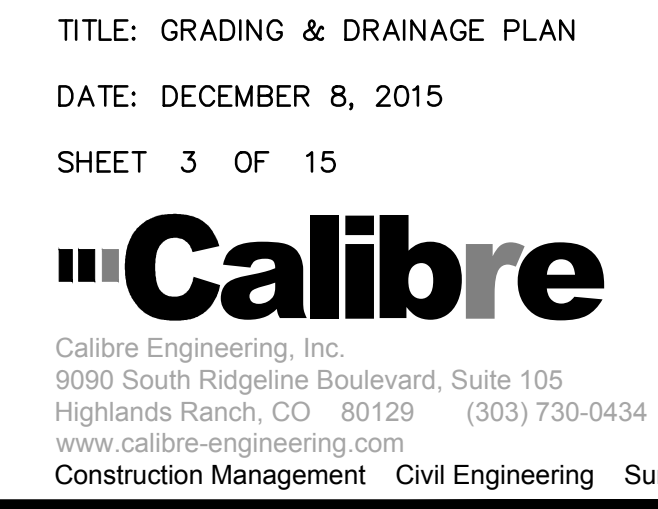 TITLE: GRADING & DRAINAGE PLAN
DATE: DECEMBER 8, 2015
SHEET 3 OF 15
Calibre
Calibre Engineering, Inc.
9090 South Ridgeline Boulevard, Suite 105
Highlands Ranch, CO 80129 (303) 730-0434
www.calibre-engineering.com
Construction Management Civil Engineering